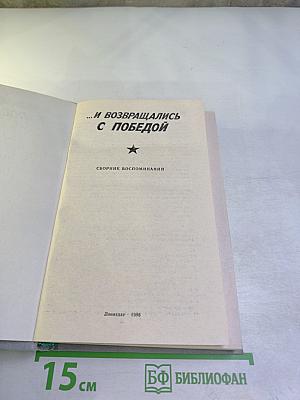 ...И ВОЗВРАЩАЛИСЬ
С ПОБЕДОЙ
СБОРНИК ВОСПОМИНАНИЙ
15 см
БФ БИБЛИОФАН